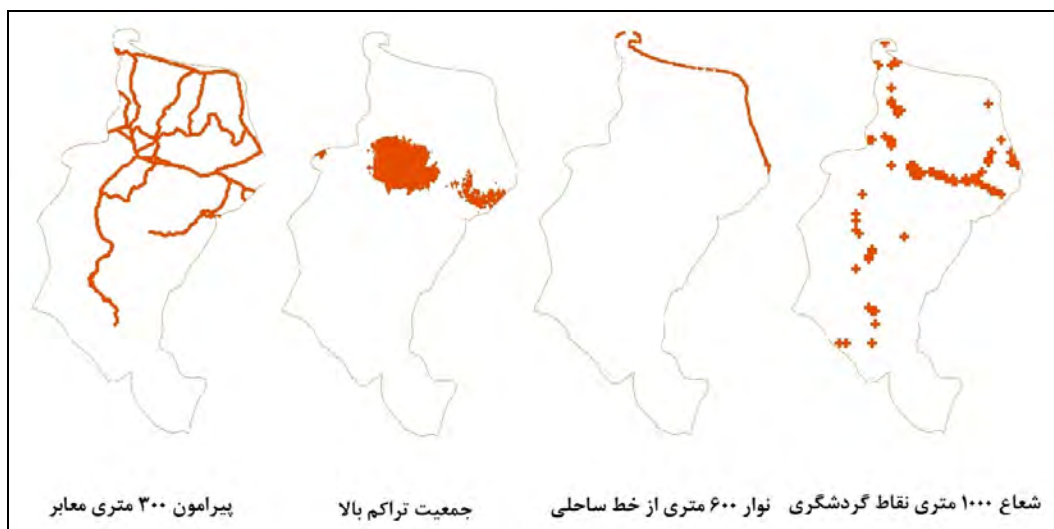 شعاع ۱۰۰۰ متری نقاط گردشگری
نوار ۶۰۰ متری از خط ساحلی
جمعیت تراکم بالا
پیرامون ۳۰۰ متری معابر